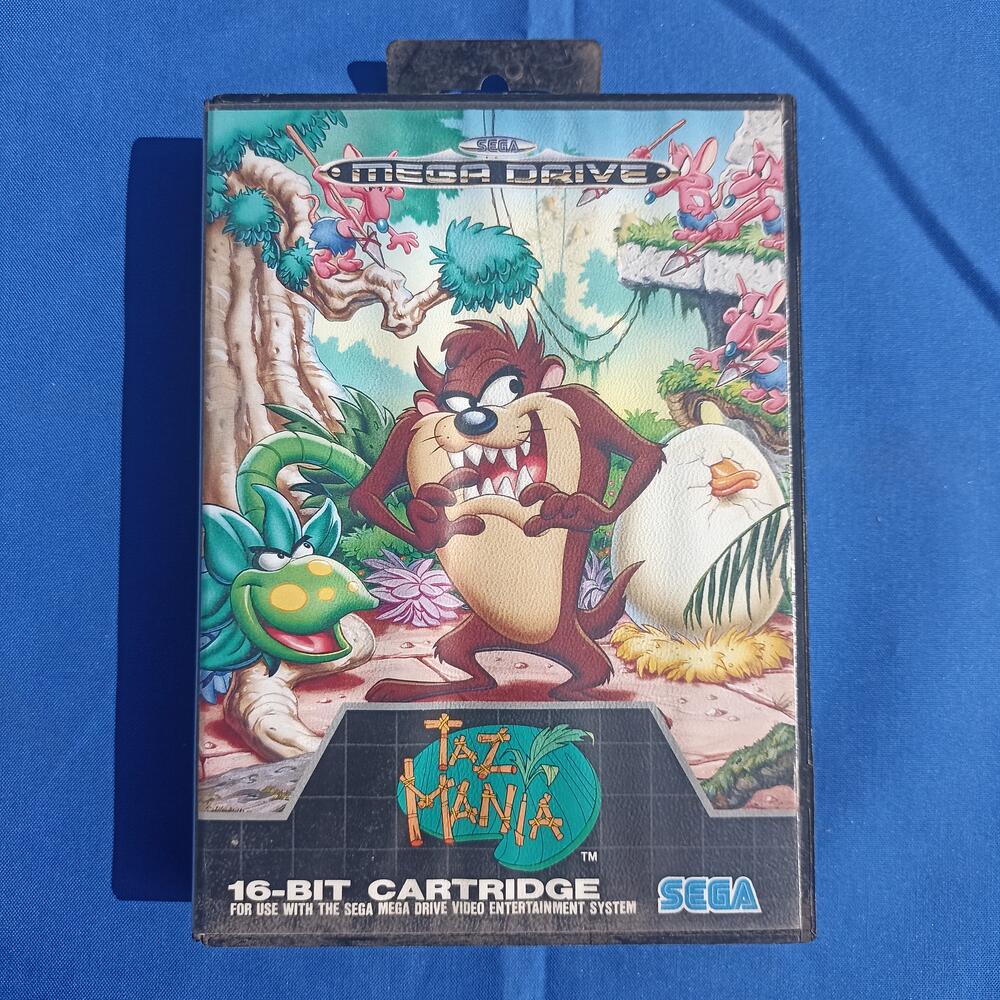 SEGA
MEGA DRIVE
TAZ
MANIA
TM
16-BIT CARTRIDGE
FOR USE WITH THE SEGA MEGA DRIVE VIDEO ENTERTAINMENT SYSTEM
SEGA